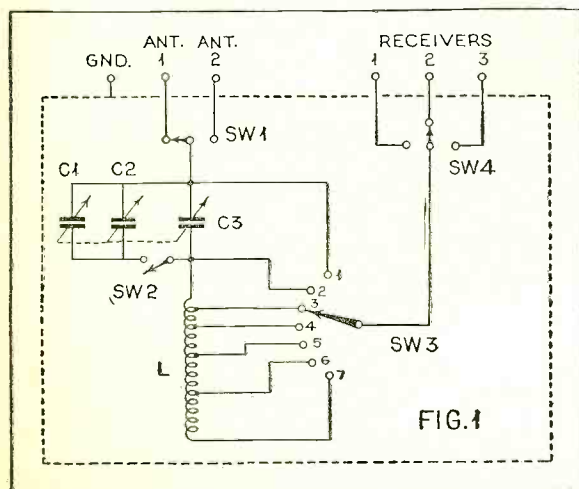 ANT. ANT. RECEIVERS
GND. 1 2 1 2 3
SW1
SW4
C1 C2
C3
SW2
1
2
3
4
5
6
7
SW3
L
FIG.1